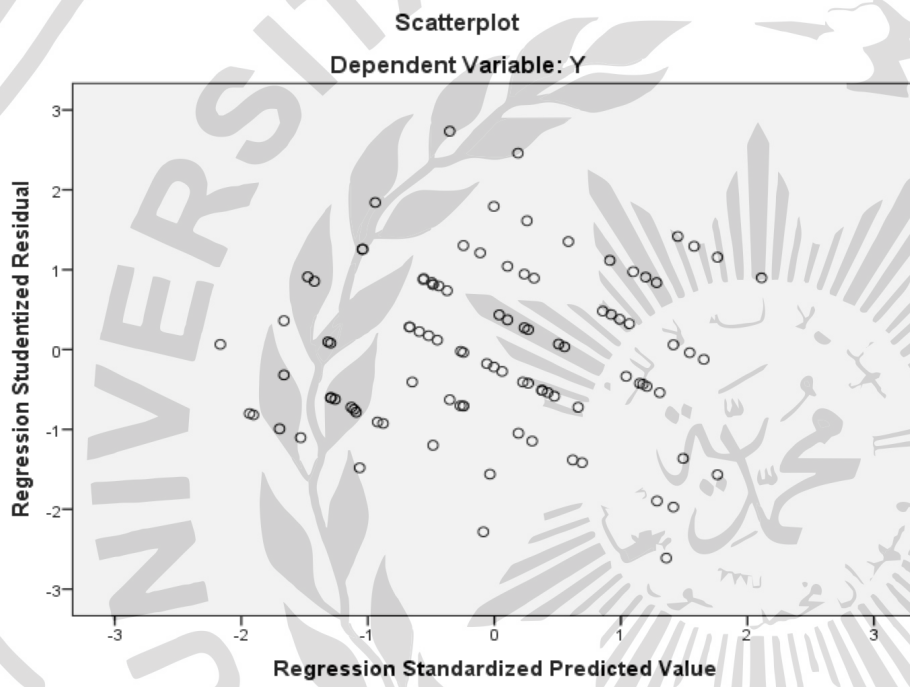 Scatterplot
Dependent Variable: Y
Regression Studentized Residual
3
2
1
0
-1
-2
-3
-3
-2
-1
0
1
2
3
Regression Standardized Predicted Value
UNIVERSITA